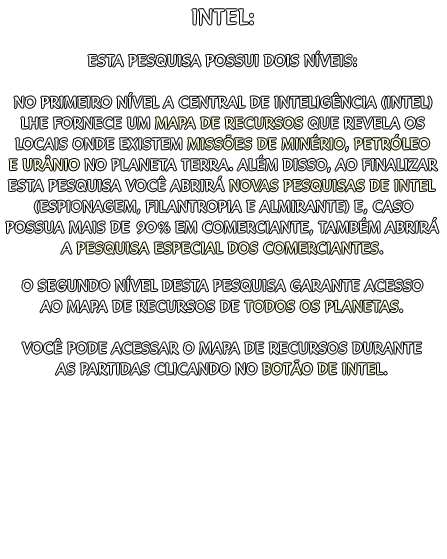 INTEL:
ESTA PESQUISA POSSUI DOIS NÍVEIS:
NO PRIMEIRO NÍVEL A CENTRAL DE INTELIGÊNCIA (INTEL)
LHE FORNECE UM MAPA DE RECURSOS QUE REVELA OS
LOCAIS ONDE EXISTEM MISSÕES DE MINÉRIO, PETRÓLEO
E URÂNIO NO PLANETA TERRA. ALÉM DISSO, AO FINALIZAR
ESTA PESQUISA VOCÊ ABRIRÁ NOVAS PESQUISAS DE INTEL
(ESPIONAGEM, FILANTROPIA E ALMIRANTE) E, CASO
POSSUA MAIS DE 90% EM COMERCIANTE, TAMBÉM ABRIRÁ
A PESQUISA ESPECIAL DOS COMERCIANTES.
O SEGUNDO NÍVEL DESTA PESQUISA GARANTE ACESSO
AO MAPA DE RECURSOS DE TODOS OS PLANETAS.
VOCÊ PODE ACESSAR O MAPA DE RECURSOS DURANTE
AS PARTIDAS CLICANDO NO BOTÃO DE INTEL.